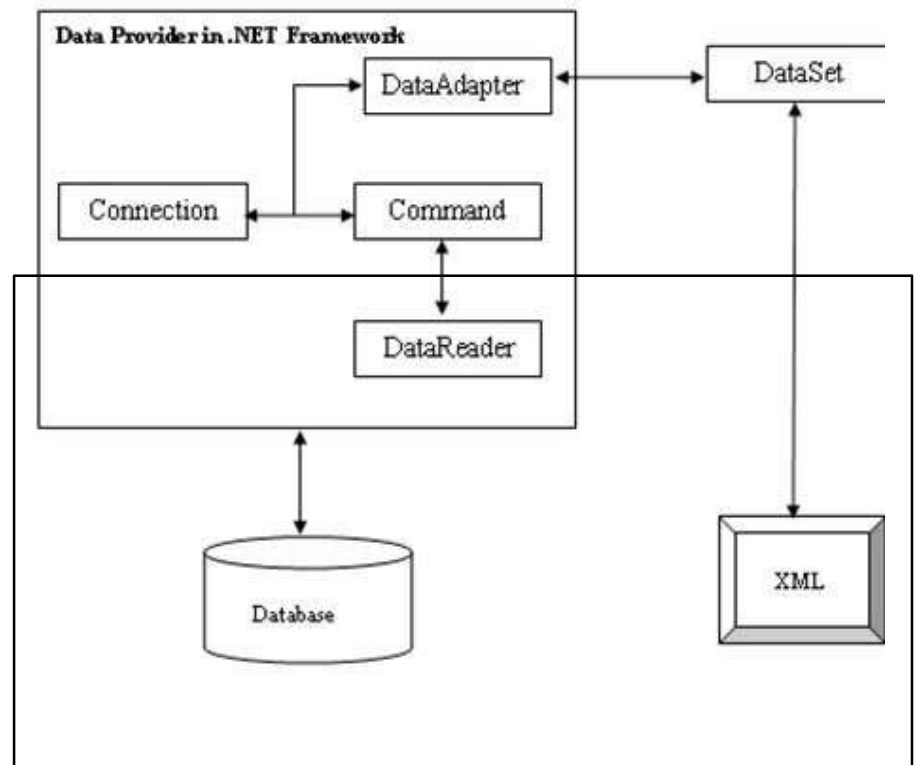 Data Provider in .NET Framework
DataAdapter
DataSet
Connection
Command
DataReader
Database
XML